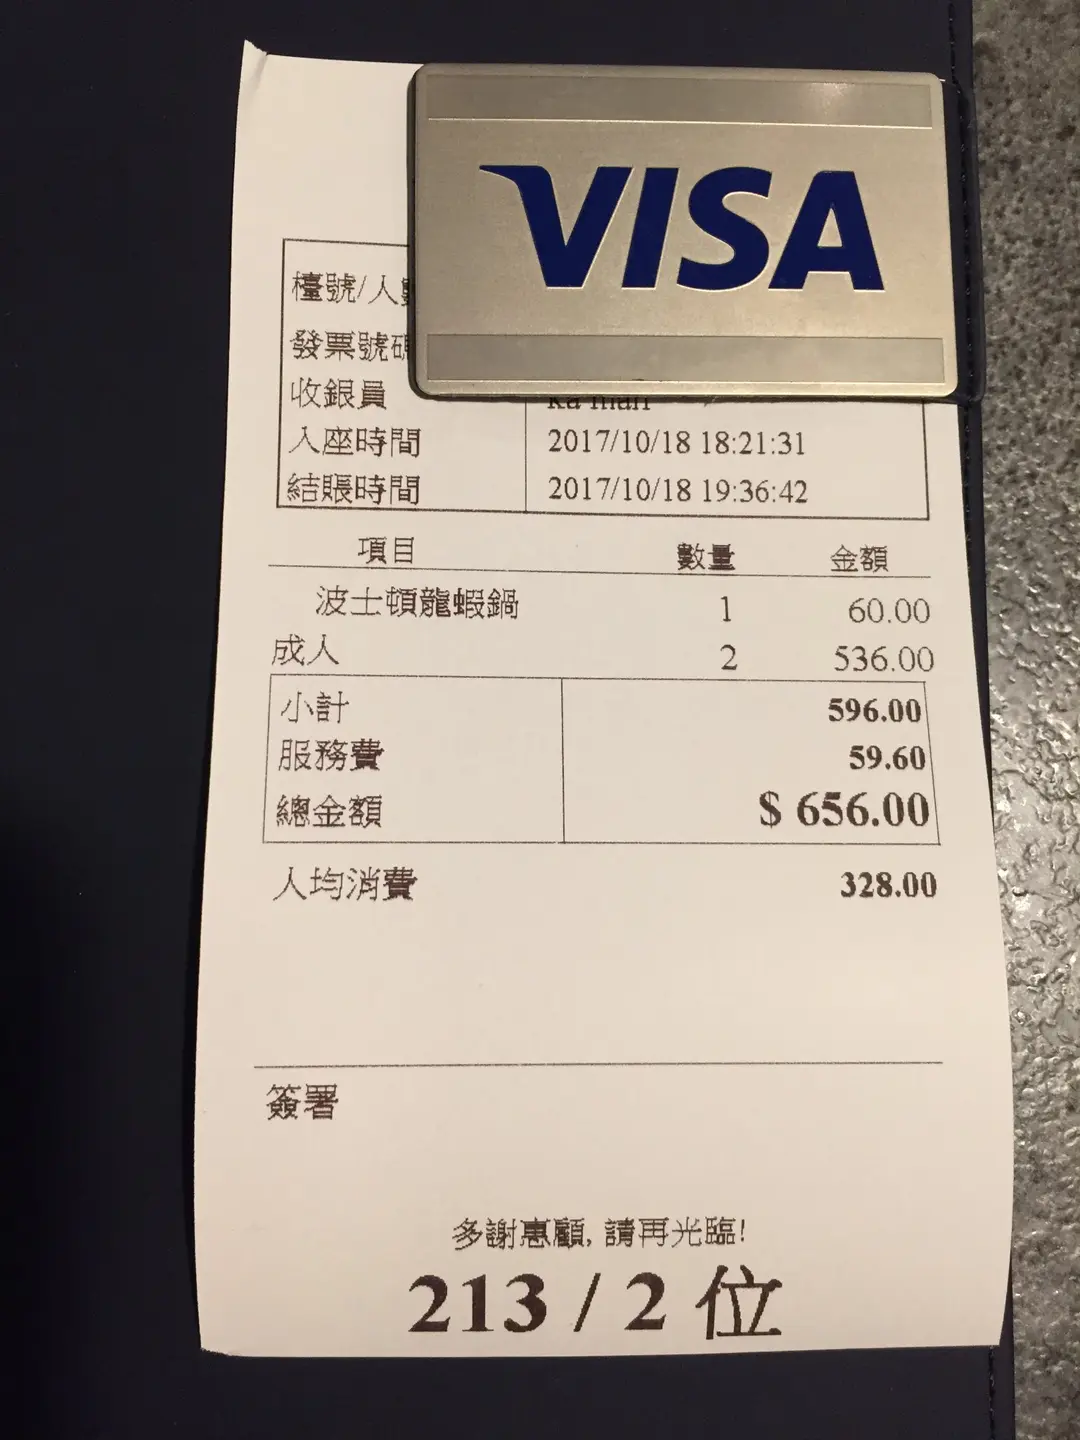 VISA
檯號/人
發票號
收銀員 ka man
入座時間 2017/10/18 18:21:31
結賬時間 2017/10/18 19:36:42
項目 數量 金額
波士頓龍蝦鍋 1 60.00
成人 2 536.00
小計 596.00
服務費 59.60
總金額 $ 656.00
人均消費 328.00
簽署
多謝惠顧, 請再光臨!
213 / 2 位